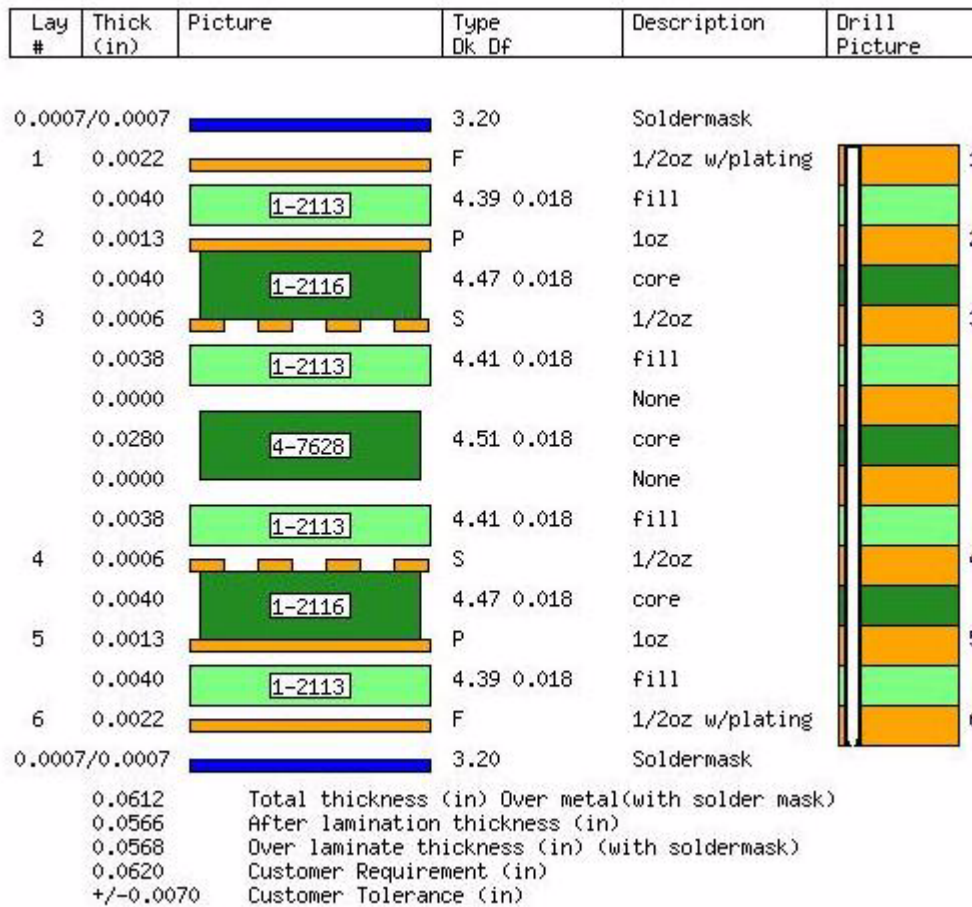 Lay Thick Picture Type Description Drill
# (in) Dk Df Picture
0.0007/0.0007 3.20 Soldermask
1 0.0022 F 1/2oz w/plating 1
0.0040 1-2113 4.39 0.018 fill
2 0.0013 P 1oz 2
0.0040 1-2116 4.47 0.018 core
3 0.0006 S 1/2oz 3
0.0038 1-2113 4.41 0.018 fill
0.0000 None
0.0280 4-7628 4.51 0.018 core
0.0000 None
0.0038 1-2113 4.41 0.018 fill
4 0.0006 S 1/2oz 4
0.0040 1-2116 4.47 0.018 core
5 0.0013 P 1oz 5
0.0040 1-2113 4.39 0.018 fill
6 0.0022 F 1/2oz w/plating 6
0.0007/0.0007 3.20 Soldermask
0.0612 Total thickness (in) Over metal(with solder mask)
0.0566 After lamination thickness (in)
0.0568 Over laminate thickness (in) (with soldermask)
0.0620 Customer Requirement (in)
+/-0.0070 Customer Tolerance (in)